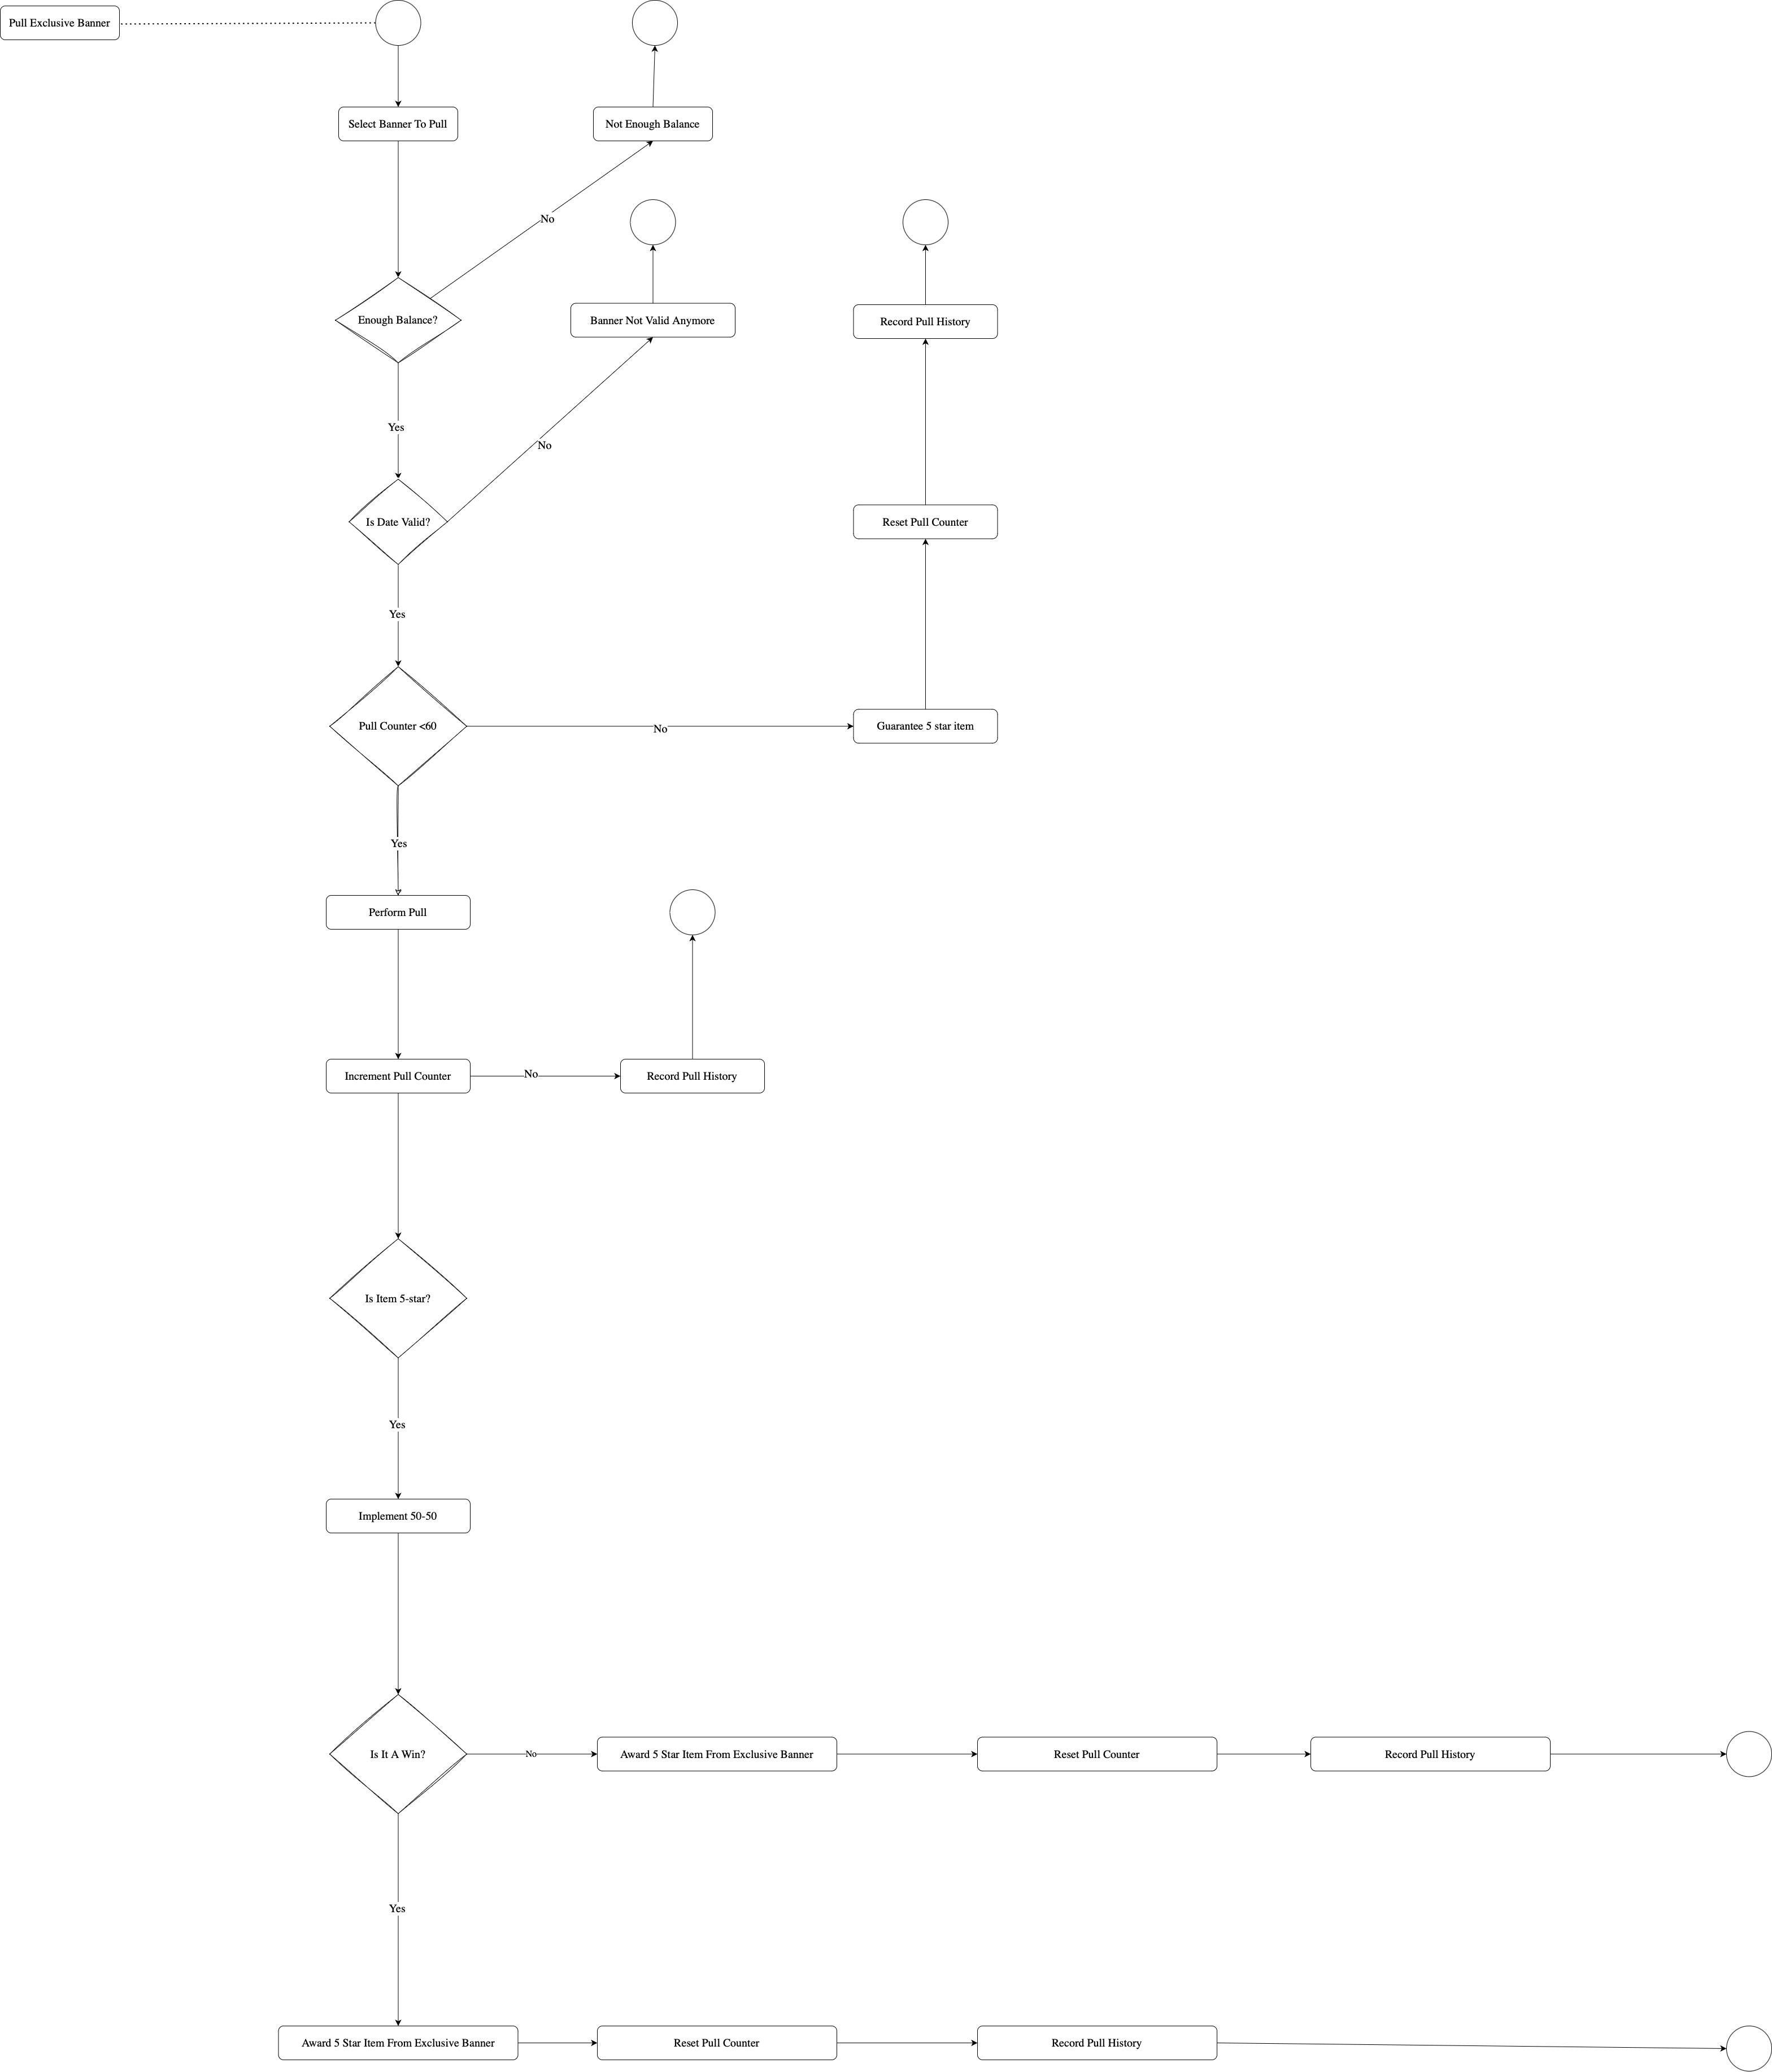 Pull Exclusive Banner
Select Banner To Pull
Not Enough Balance
No
Enough Balance?
Banner Not Valid Anymore
Record Pull History
Yes
No
Is Date Valid?
Reset Pull Counter
Yes
Pull Counter <60
No
Guarantee 5 star item
Yes
Perform Pull
Increment Pull Counter
No
Record Pull History
Is Item 5-star?
Yes
Implement 50-50
Is It A Win?
No
Award 5 Star Item From Exclusive Banner
Reset Pull Counter
Record Pull History
Yes
Award 5 Star Item From Exclusive Banner
Reset Pull Counter
Record Pull History